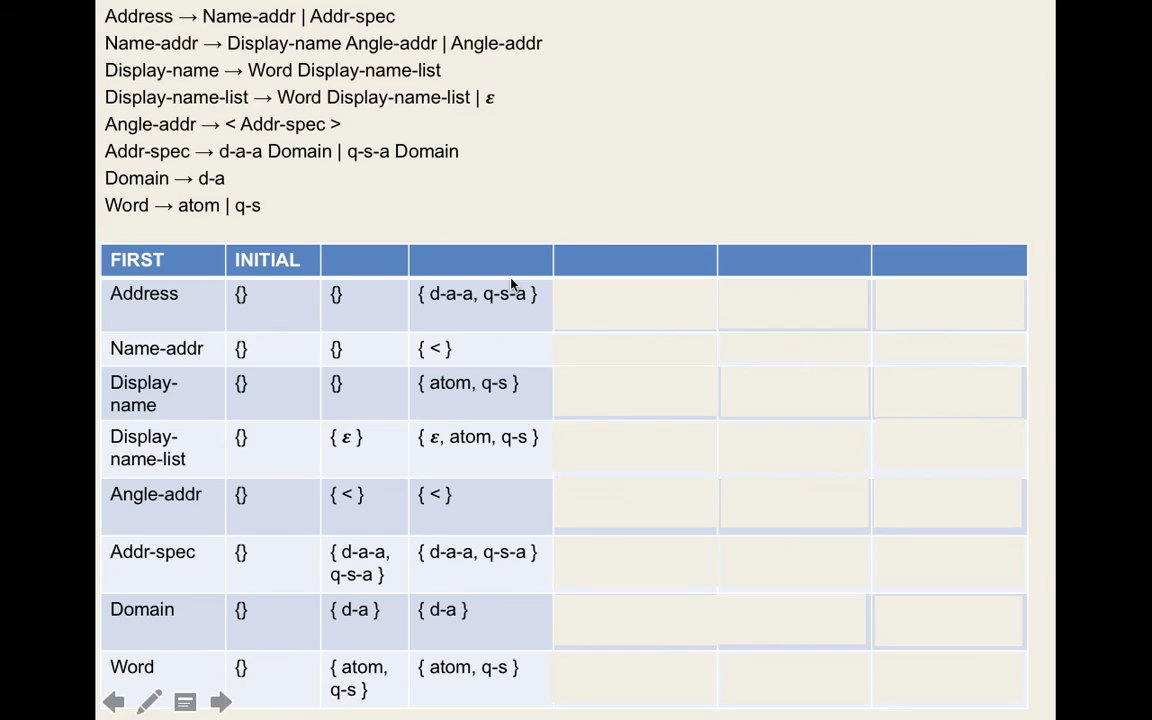 Address → Name-addr | Addr-spec
Name-addr → Display-name Angle-addr | Angle-addr
Display-name → Word Display-name-list
Display-name-list → Word Display-name-list | ε
Angle-addr → < Addr-spec >
Addr-spec → d-a-a Domain | q-s-a Domain
Domain → d-a
Word → atom | q-s
FIRST INITIAL
Address {} {} { d-a-a, q-s-a }
Name-addr {} {} { < }
Display-
name {} {} { atom, q-s }
Display-
name-list {} { ε } { ε, atom, q-s }
Angle-addr {} { < } { < }
Addr-spec {} { d-a-a,
q-s-a } { d-a-a, q-s-a }
Domain {} { d-a } { d-a }
Word {} { atom,
q-s } { atom, q-s }